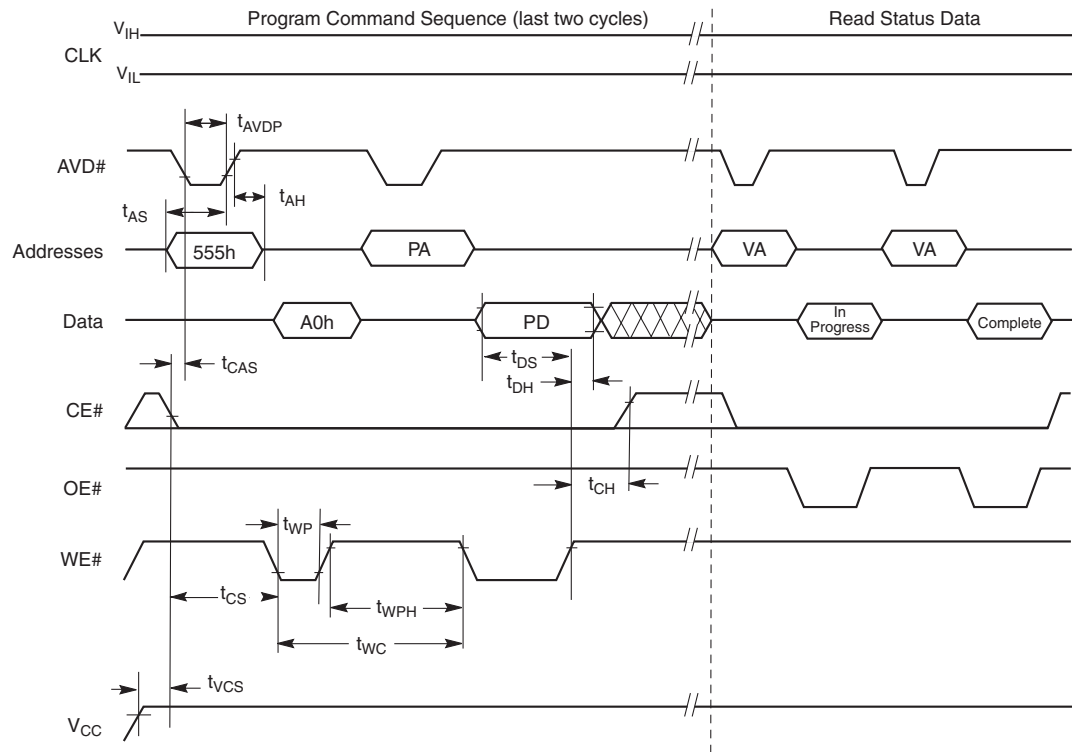 Program Command Sequence (last two cycles) Read Status Data
VIH
CLK
VIL
tAVDP
AVD#
tAH
tAS
Addresses 555h PA VA VA
Data A0h PD In Progress Complete
tDS
tCAS
tDH
CE#
OE#
tCH
tWP
WE#
tCS
tWPH
tWC
tVCS
VCC